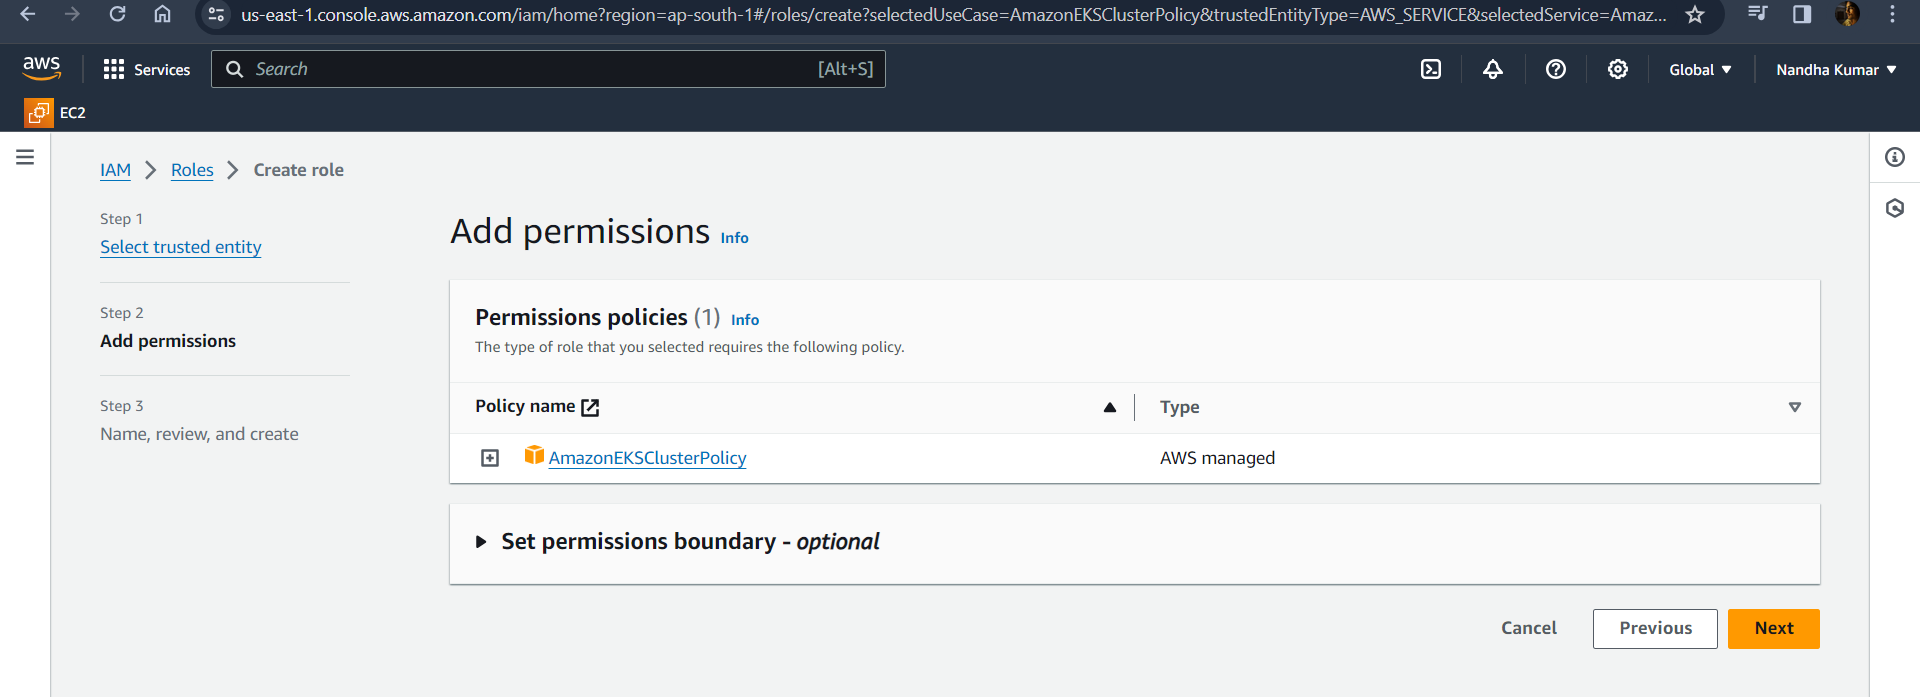 us-east-1.console.aws.amazon.com/iam/home?region=ap-south-1#/roles/create?selectedUseCase=AmazonEKSClusterPolicy&trustedEntityType=AWS_SERVICE&selectedService=Amaz...
aws
Services
Search
[Alt+S]
Global
Nandha Kumar
EC2
IAM
Roles
Create role
Step 1
Select trusted entity
Step 2
Add permissions
Step 3
Name, review, and create
Add permissions Info
Permissions policies (1) Info
The type of role that you selected requires the following policy.
Policy name
Type
AmazonEKSClusterPolicy
AWS managed
Set permissions boundary - optional
Cancel
Previous
Next